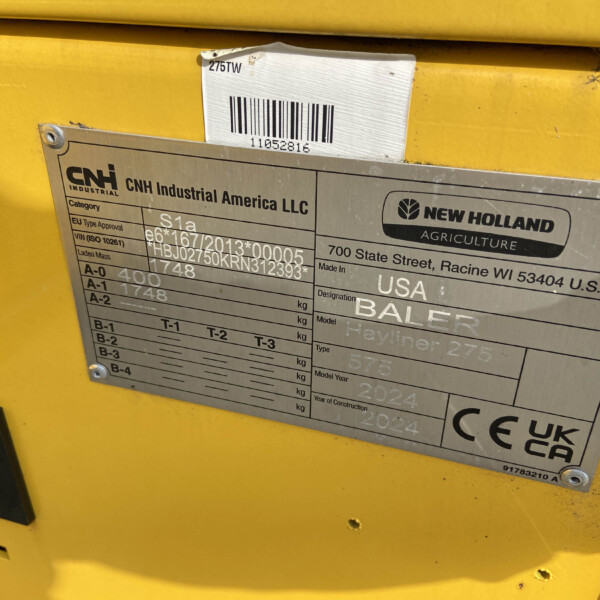 275TW
11052816
CNH
INDUSTRIAL
CNH Industrial America LLC
Category
S1a
EU Type Approval
e6*167/2013*00005
VIN (ISO 10261)
*HBJ02750KRN312393*
Laden Mass
1748
A-0 400 kg
A-1 1748 kg
A-2 ---- kg
T-1 T-2 T-3
B-1 kg
B-2 kg
B-3 kg
B-4 kg
NEW HOLLAND
AGRICULTURE
700 State Street, Racine WI 53404 U.S.
Made In
USA
Designation
BALER
Model
Hayliner 275
Type
575
Model Year
2024
Year of Construction
2024
CE UK
CA
91783210 A